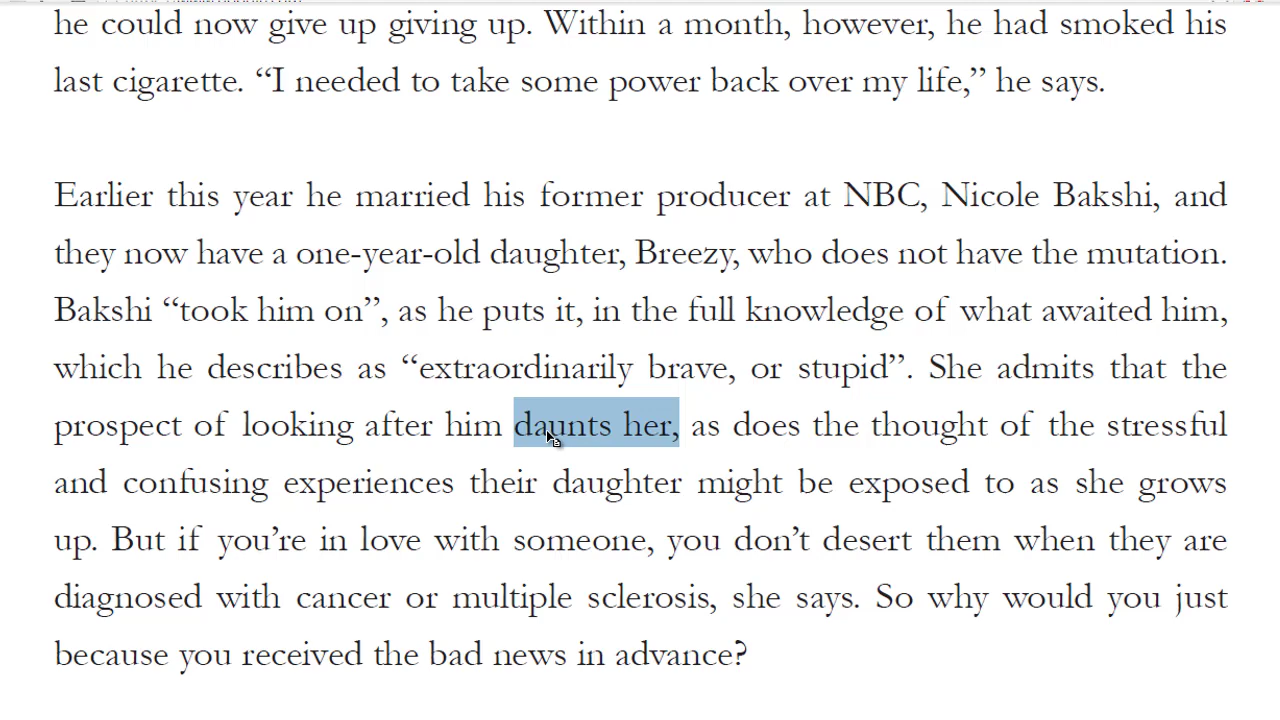 he could now give up giving up. Within a month, however, he had smoked his
last cigarette. “I needed to take some power back over my life,” he says.
Earlier this year he married his former producer at NBC, Nicole Bakshi, and
they now have a one-year-old daughter, Breezy, who does not have the mutation.
Bakshi “took him on”, as he puts it, in the full knowledge of what awaited him,
which he describes as “extraordinarily brave, or stupid”. She admits that the
prospect of looking after him daunts her, as does the thought of the stressful
and confusing experiences their daughter might be exposed to as she grows
up. But if you’re in love with someone, you don’t desert them when they are
diagnosed with cancer or multiple sclerosis, she says. So why would you just
because you received the bad news in advance?